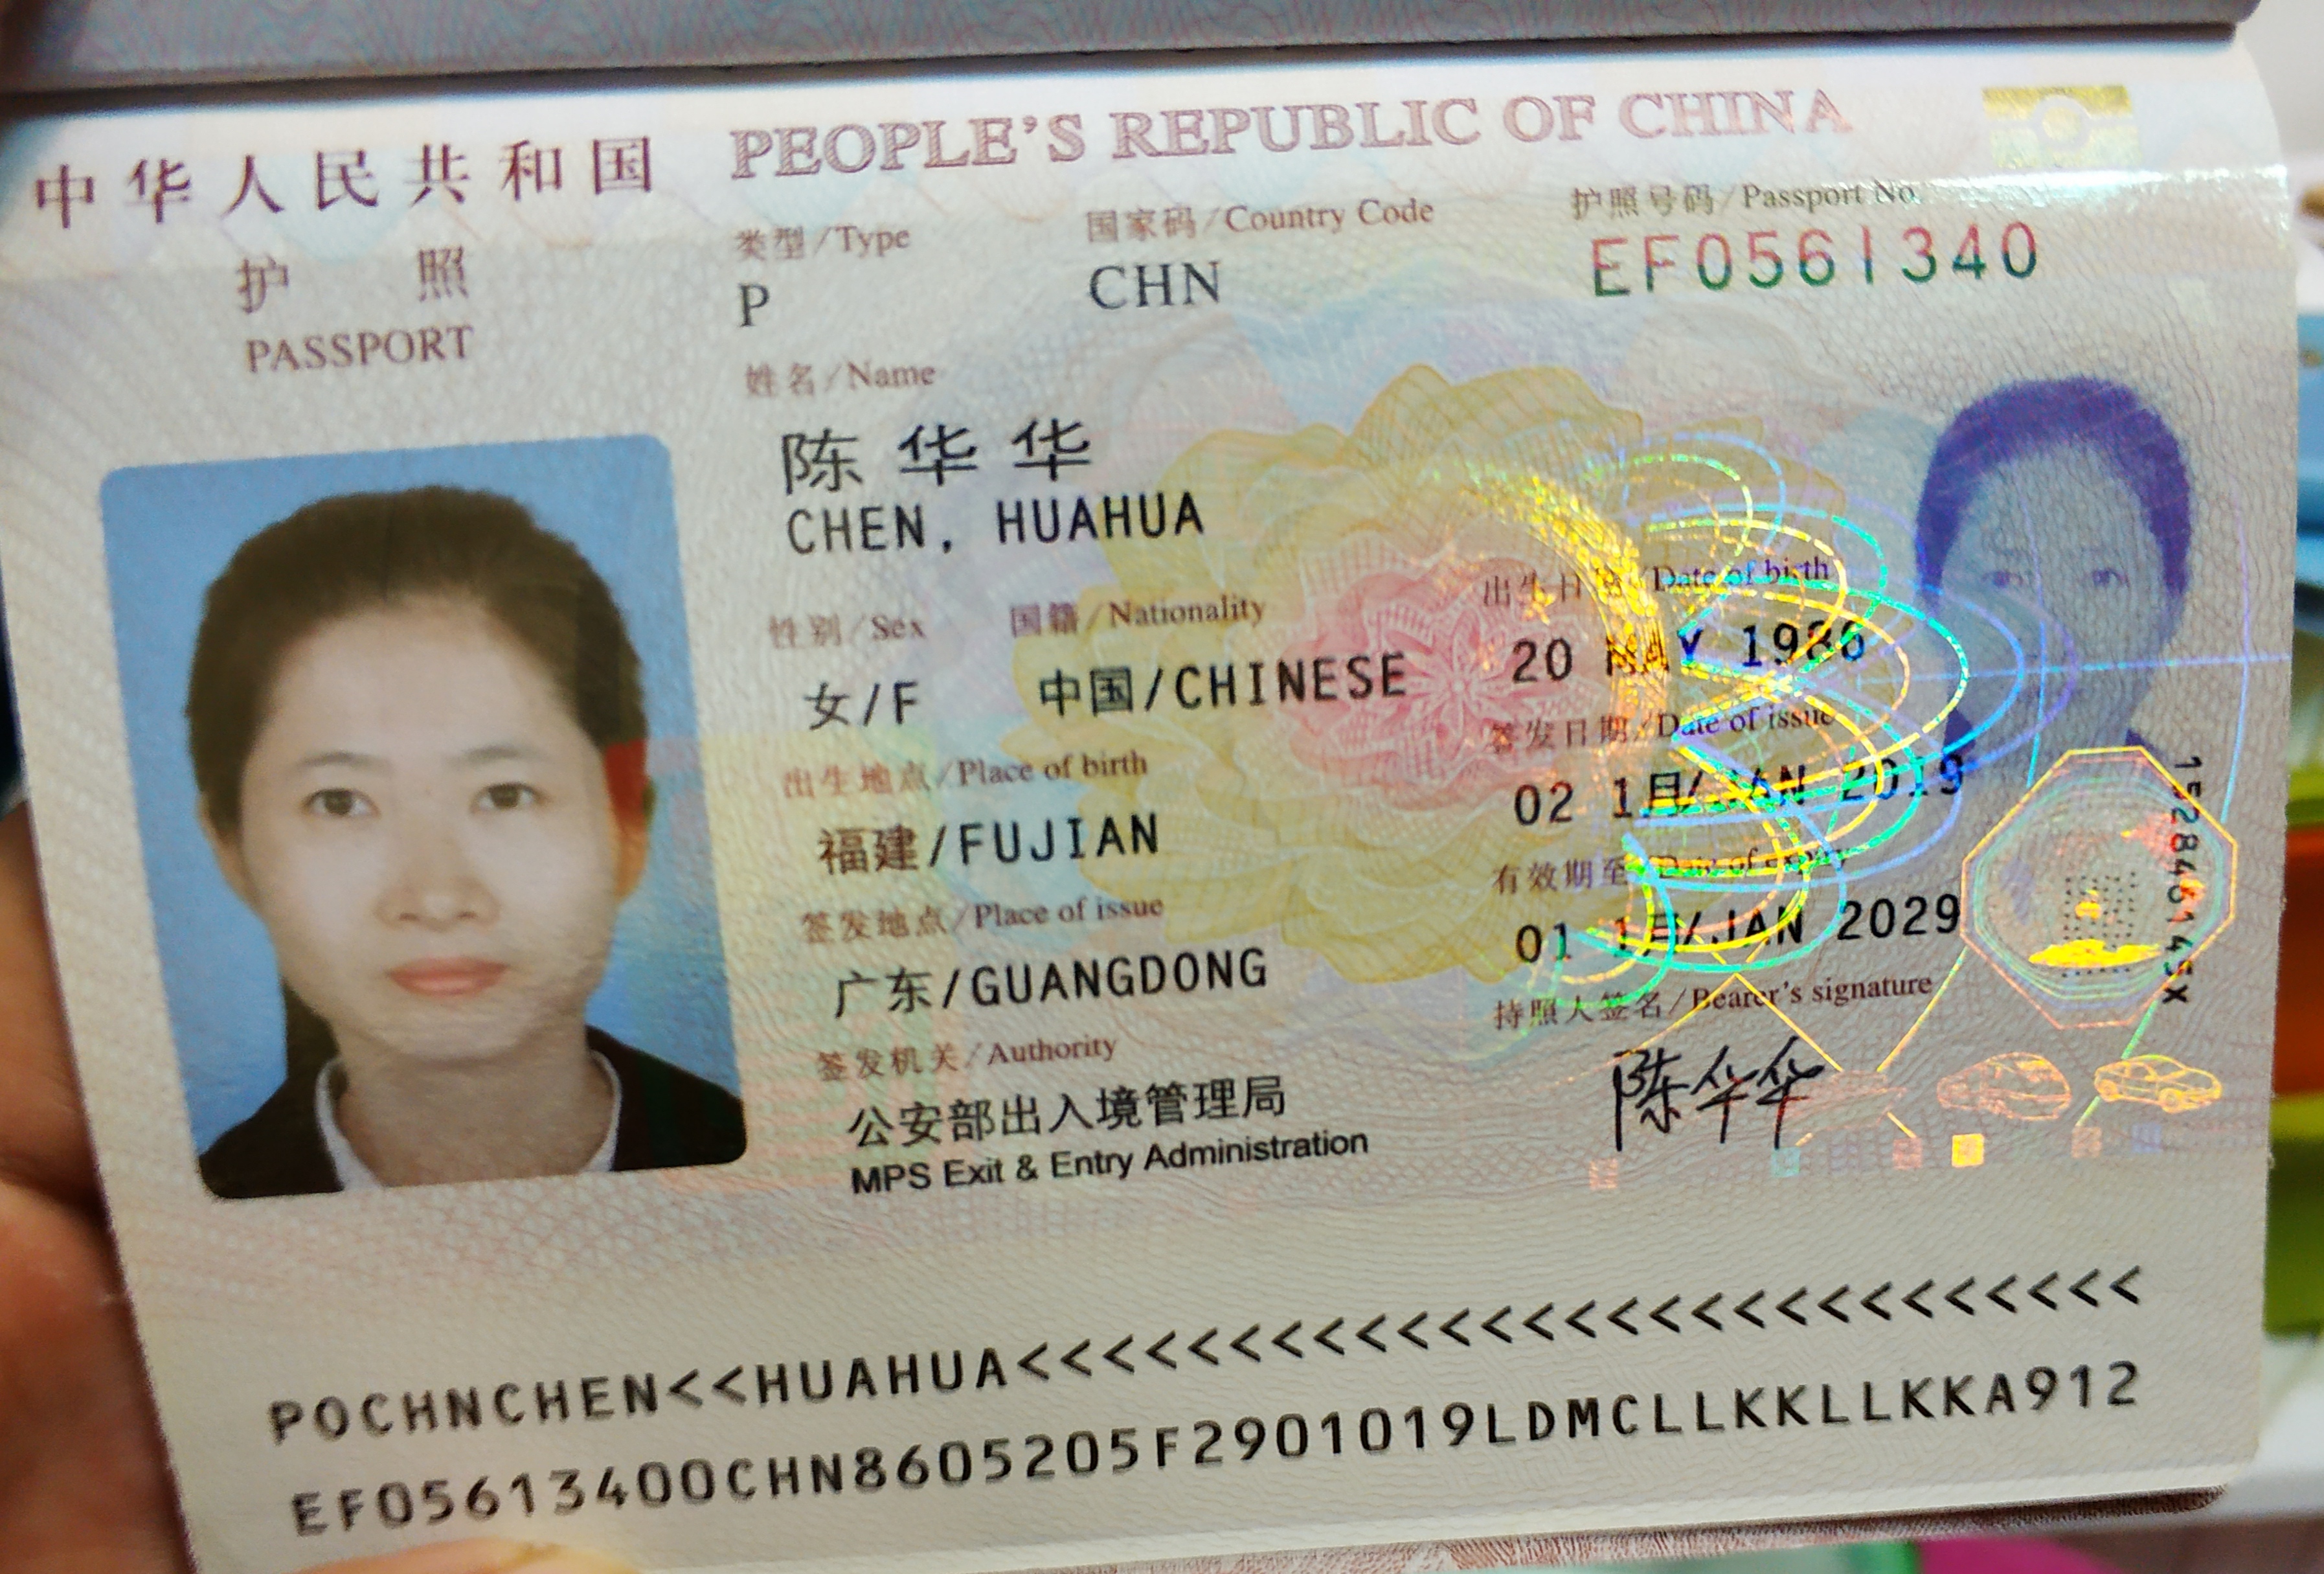 中华人民共和国 PEOPLE'S REPUBLIC OF CHINA
护照
PASSPORT
类型/Type 国家码/Country Code 护照号码/Passport No.
P CHN EF0561340
姓名/Name
陈华华
CHEN, HUAHUA
性别/Sex 国籍/Nationality 出生日期/Date of birth
女/F 中国/CHINESE 20 MAY 1986
出生地点/Place of birth 签发日期/Date of issue
福建/FUJIAN 02 1月/JAN 2019
签发地点/Place of issue 有效期至/Date of expiry
广东/GUANGDONG 01 1月/JAN 2029
签发机关/Authority 持照人签名/Bearer's signature
公安部出入境管理局 陈华华
MPS Exit & Entry Administration
POCHNCHEN<<HUAHUA<<<<<<<<<<<<<<<<<<<<<<<<<<<
EF05613400CHN8605205F2901019LDMCLLKKLLKKA912